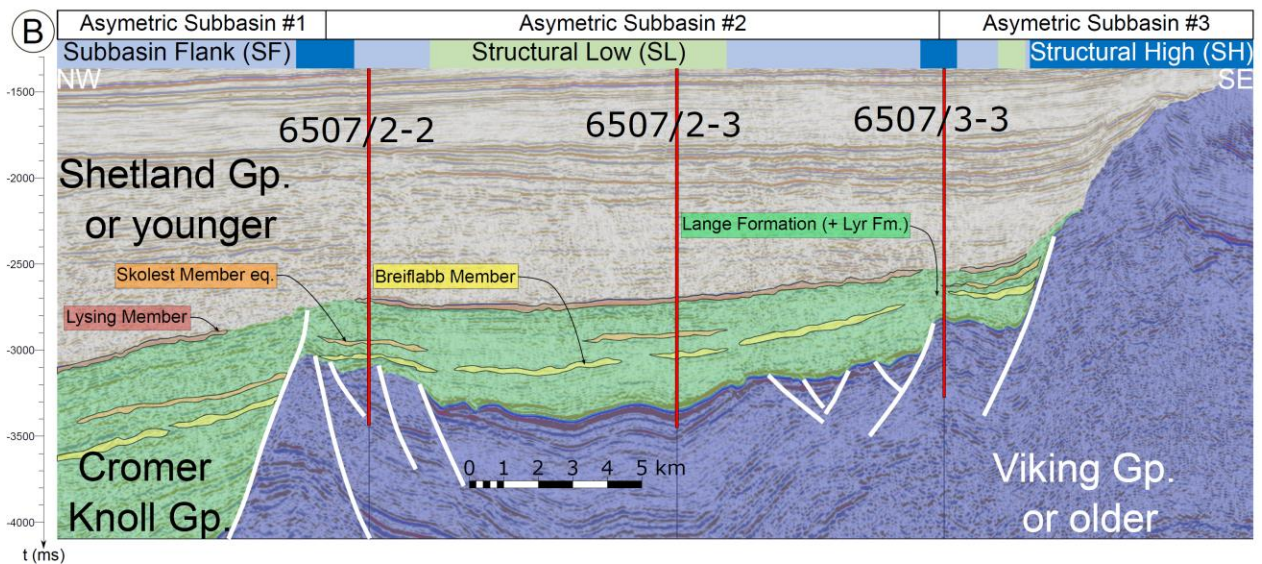 B
Asymetric Subbasin #1
Asymetric Subbasin #2
Asymetric Subbasin #3
Subbasin Flank (SF)
Structural Low (SL)
Structural High (SH)
NW
SE
6507/2-2
6507/2-3
6507/3-3
Shetland Gp.
or younger
Lange Formation (+ Lyr Fm.)
Skolest Member eq.
Breiflabb Member
Lysing Member
Cromer
Knoll Gp.
0 1 2 3 4 5 km
Viking Gp.
or older
-1500
-2000
-2500
-3000
-3500
-4000
t (ms)